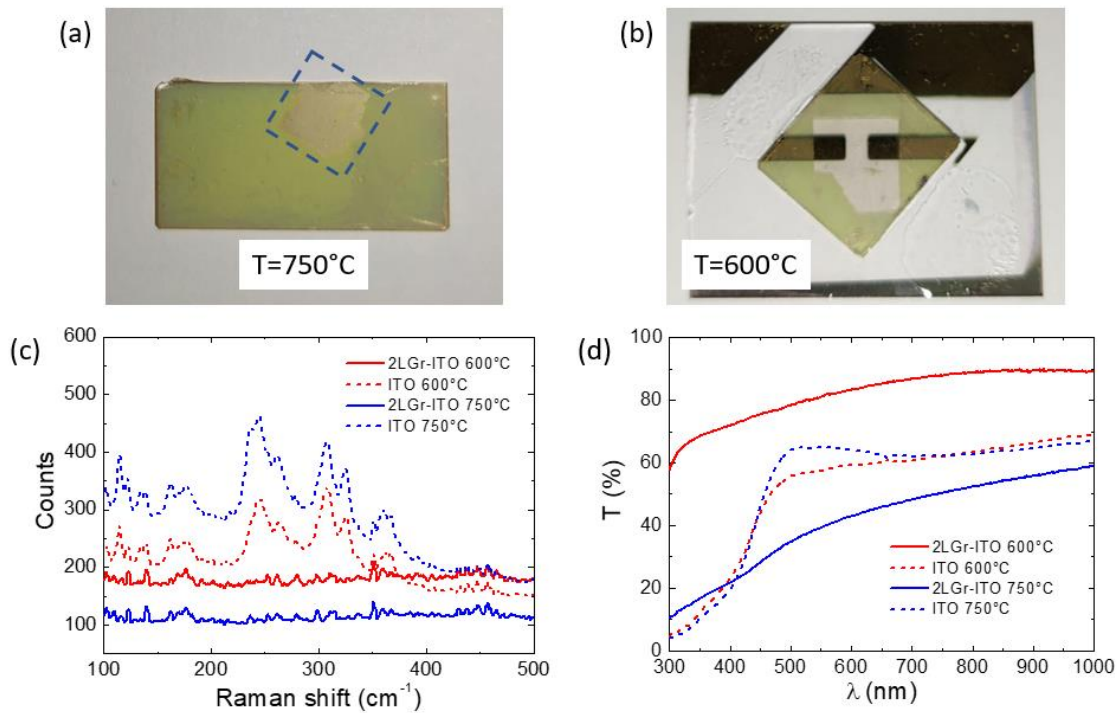 (a)
T=750°C
(b)
T=600°C
(c)
600
500
400
300
200
100
Counts
2LGr-ITO 600°C
ITO 600°C
2LGr-ITO 750°C
ITO 750°C
100 200 300 400 500
Raman shift (cm⁻¹)
(d)
100
80
60
40
20
0
T (%)
2LGr-ITO 600°C
ITO 600°C
2LGr-ITO 750°C
ITO 750°C
300 400 500 600 700 800 900 1000
λ (nm)